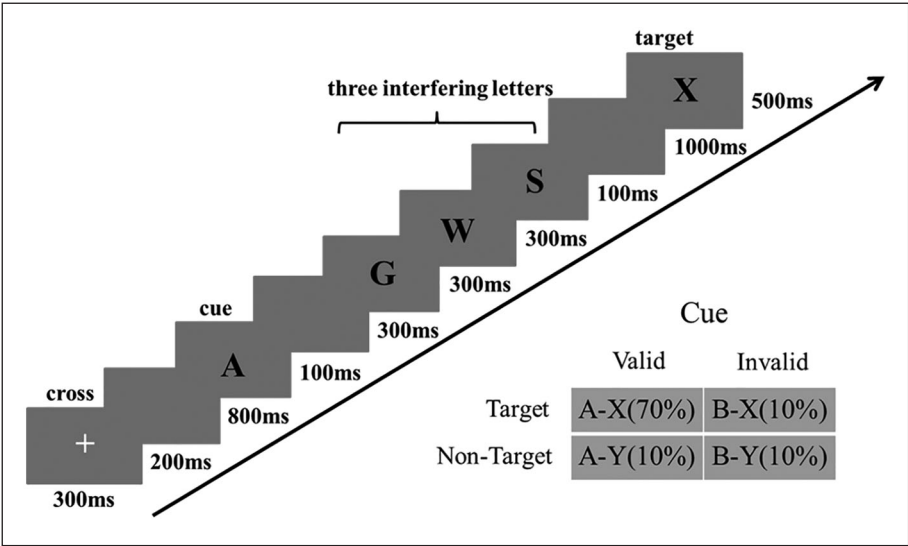 target
three interfering letters
X
500ms
1000ms
S
100ms
W
300ms
G
300ms
cue
300ms
A
100ms
cross
800ms
+
200ms
300ms
Cue
Valid Invalid
Target A-X(70%) B-X(10%)
Non-Target A-Y(10%) B-Y(10%)